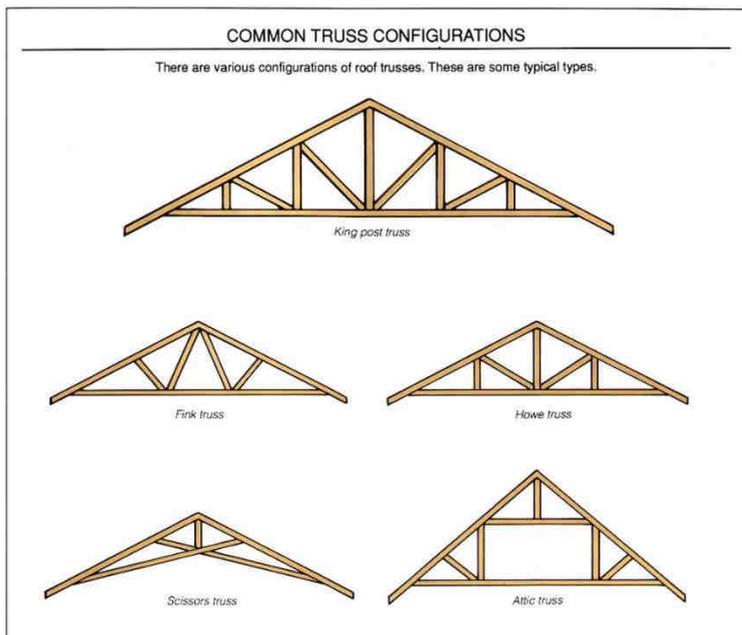 COMMON TRUSS CONFIGURATIONS
There are various configurations of roof trusses. These are some typical types.
King post truss
Fink truss
Howe truss
Scissors truss
Attic truss